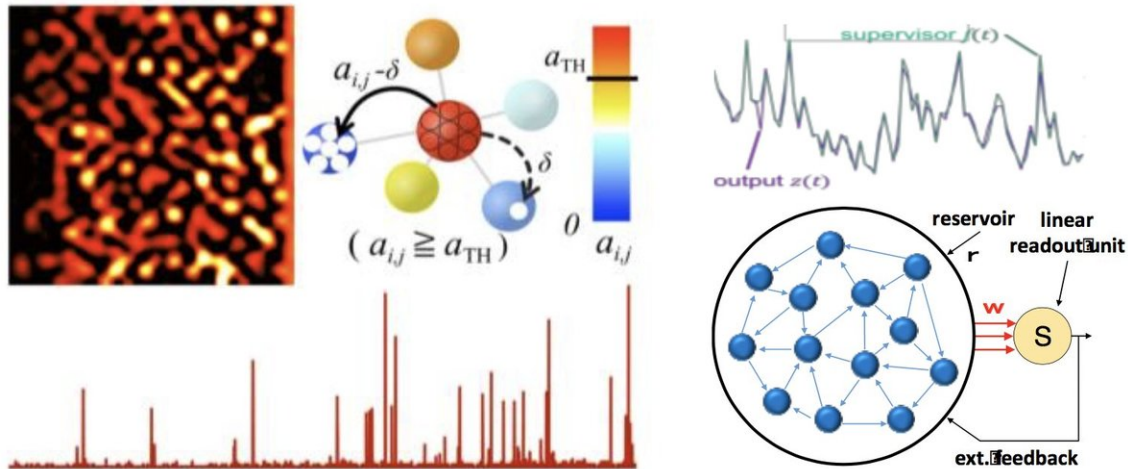 a_TH
a_{i,j}-δ
δ
0
a_{i,j}
( a_{i,j} ≧ a_TH )
supervisor f(t)
output z(t)
reservoir
r
linear
readout unit
w
S
ext. feedback